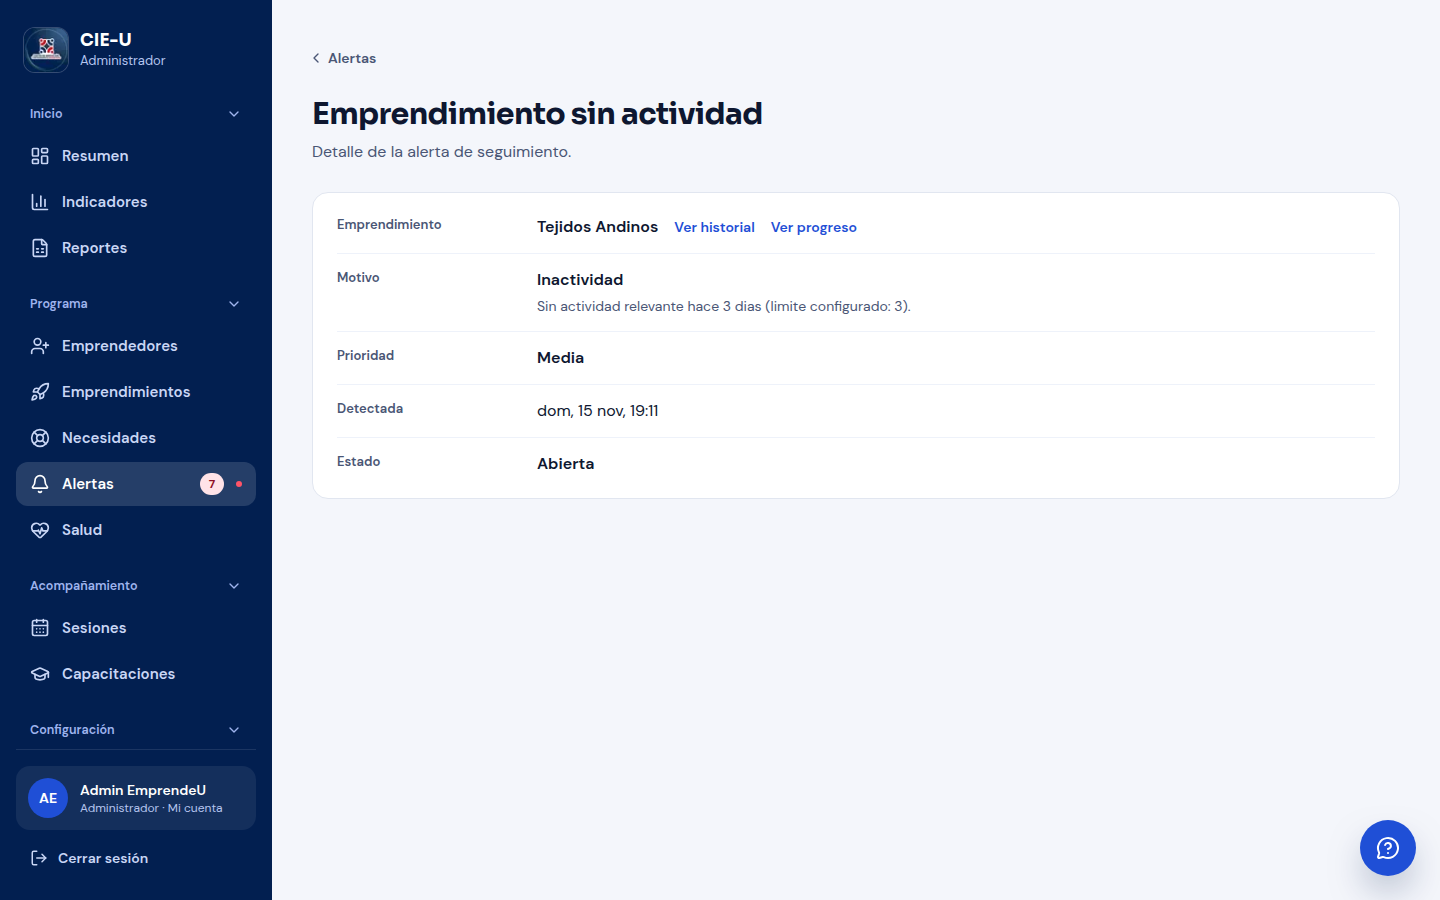 CIE-U
Administrador
Inicio
Resumen
Indicadores
Reportes
Programa
Emprendedores
Emprendimientos
Necesidades
Alertas 7
Salud
Acompañamiento
Sesiones
Capacitaciones
Configuración
AE
Admin EmprendeU
Administrador · Mi cuenta
Cerrar sesión
Alertas
Emprendimiento sin actividad
Detalle de la alerta de seguimiento.
Emprendimiento Tejidos Andinos Ver historial Ver progreso
Motivo Inactividad
Sin actividad relevante hace 3 dias (limite configurado: 3).
Prioridad Media
Detectada dom, 15 nov, 19:11
Estado Abierta